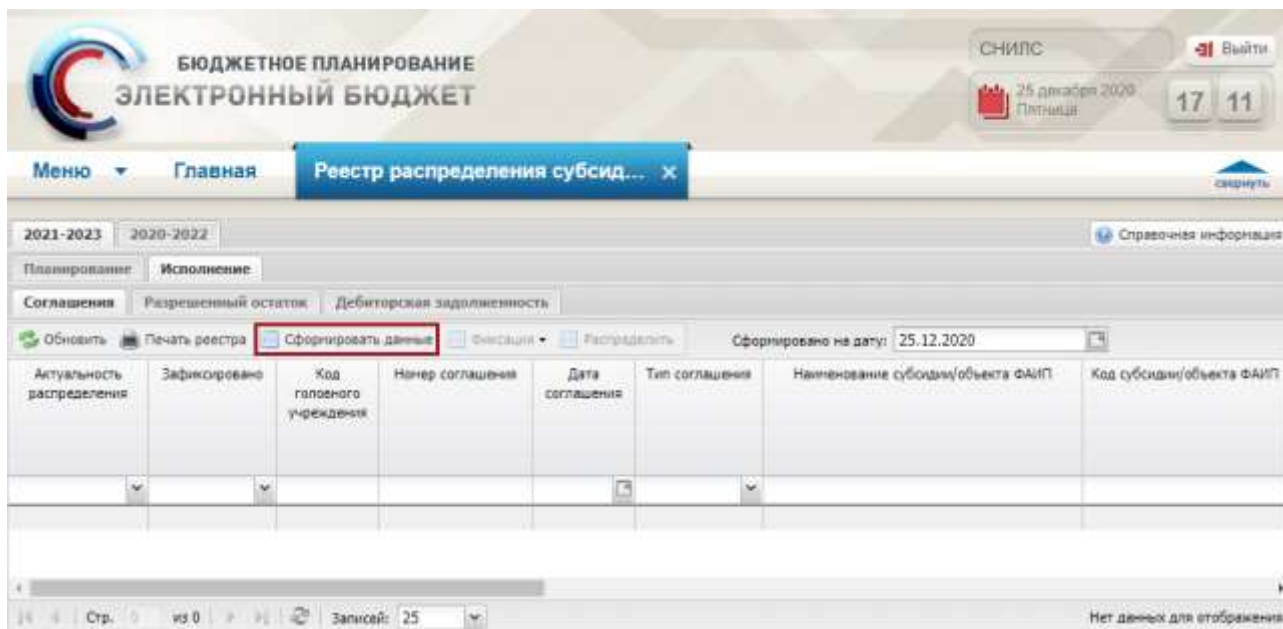 БЮДЖЕТНОЕ ПЛАНИРОВАНИЕ
ЭЛЕКТРОННЫЙ БЮДЖЕТ
СНИЛС
Выйти
25 декабря 2020
Пятница
17 11
Меню Главная Реестр распределения субсид... ×
свернуть
2021-2023 2020-2022 Справочная информация
Планирование Исполнение
Соглашения Разрешенный остаток Дебиторская задолженность
Обновить Печать реестра Сформировать данные Фиксация Распределить Сформировано на дату: 25.12.2020
Актуальность распределения Зафиксировано Код головного учреждения Номер соглашения Дата соглашения Тип соглашения Наименование субсидии/объекта ФАИП Код субсидии/объекта ФАИП
Стр. 0 из 0 Записей: 25 Нет данных для отображения